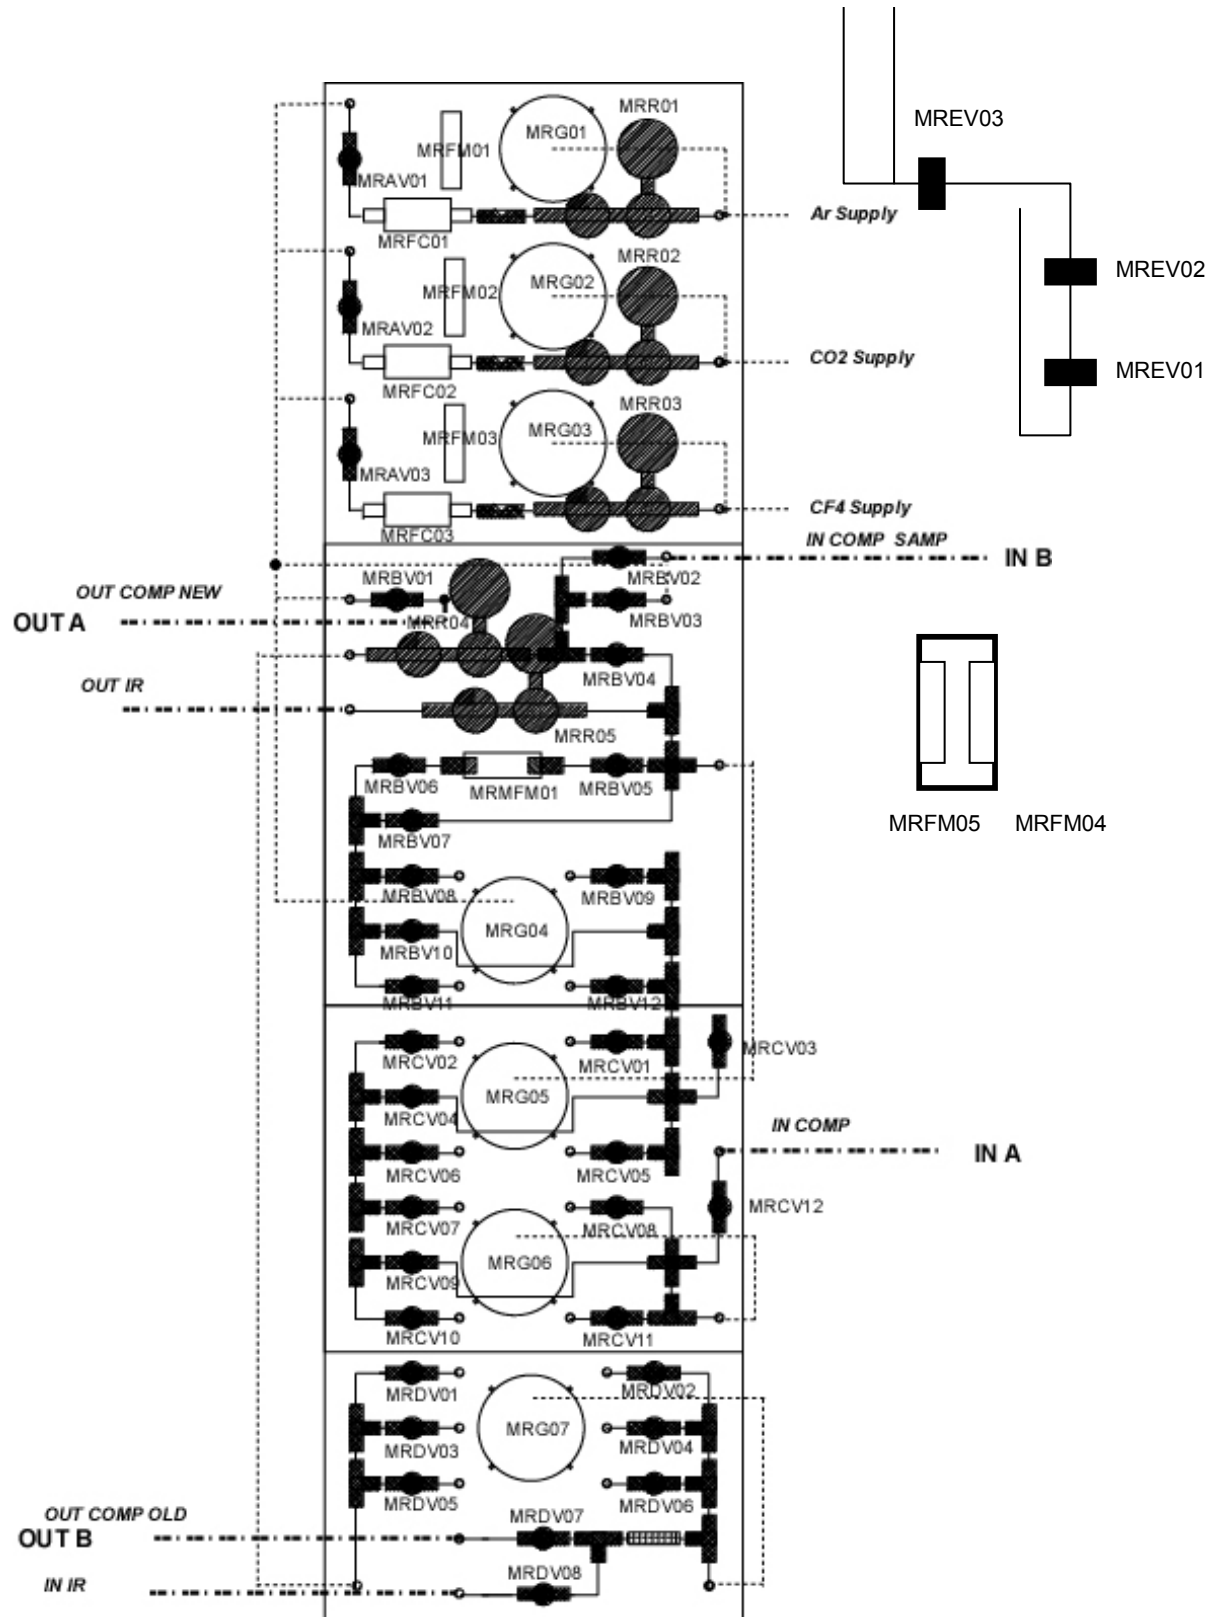 MREV03
MRR01
MRG01
MRFM01
MRAV01
Ar Supply
MRFC01
MRR02
MREV02
MRG02
MRFM02
MRAV02
CO2 Supply
MREV01
MRFC02
MRR03
MRG03
MRFM03
MRAV03
CF4 Supply
MRFC03
IN COMP SAMP
IN B
MRBV01
MRBV02
OUT COMP NEW
OUT A
MRR04
MRBV03
MRBV04
OUT IR
MRR05
MRBV06
MRMFM01
MRBV05
MRFM05 MRFM04
MRBV07
MRBV08
MRBV09
MRG04
MRBV10
MRBV11
MRBV12
MRCV02
MRCV01
MRCV03
MRG05
MRCV04
IN COMP
IN A
MRCV06
MRCV05
MRCV12
MRCV07
MRCV08
MRG06
MRCV09
MRCV10
MRCV11
MRDV01
MRDV02
MRG07
MRDV03
MRDV04
MRDV05
MRDV06
OUT COMP OLD
MRDV07
OUT B
MRDV08
IN IR